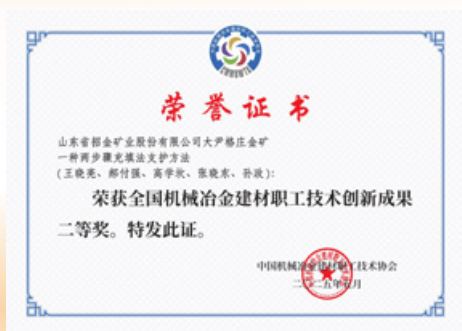 荣誉证书
山东省招金矿业股份有限公司大尹格庄金矿
一种两步骤充填法支护方法
(王晓亮、郝付强、高学欣、张晓东、孙波):
荣获全国机械冶金建材职工技术创新成果
二等奖。特发此证。
中国机械冶金建材职工技术协会
二〇二五年五月